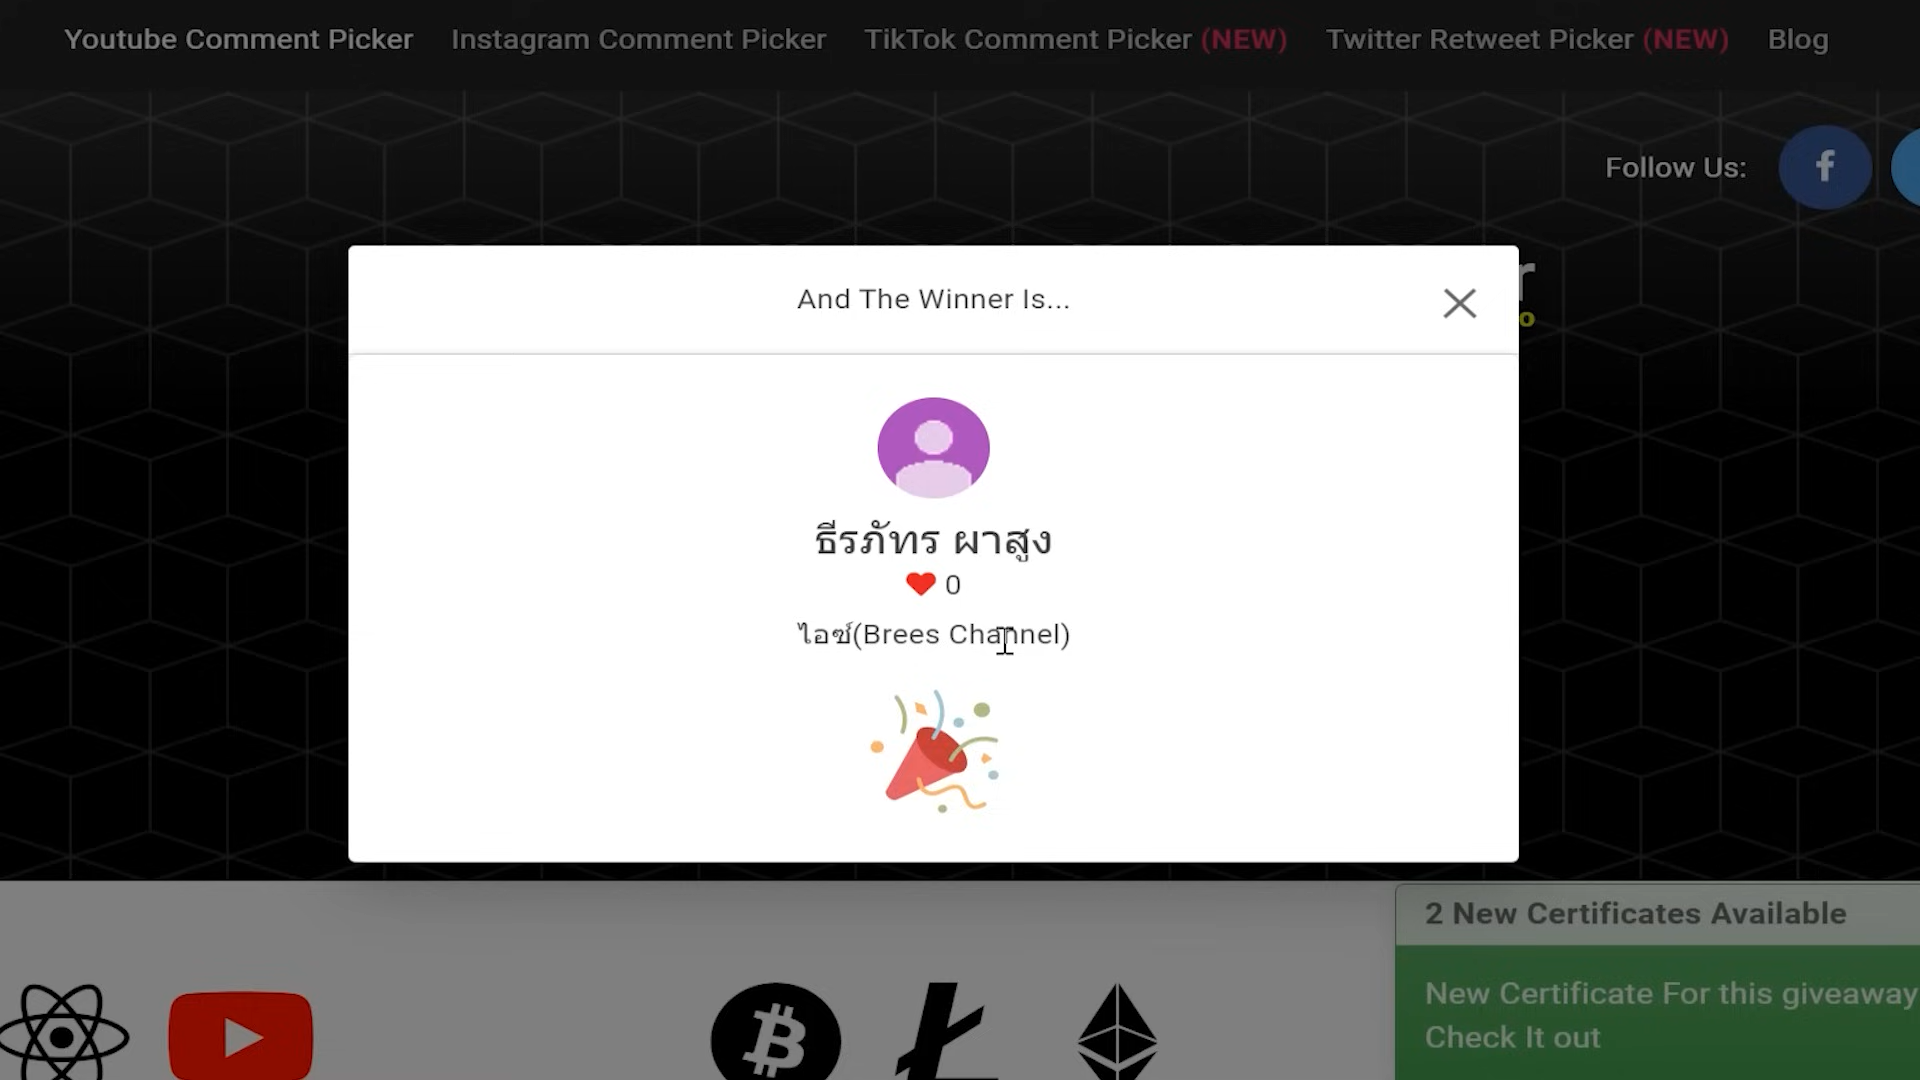 Youtube Comment Picker Instagram Comment Picker TikTok Comment Picker (NEW) Twitter Retweet Picker (NEW) Blog
Follow Us:
And The Winner Is...
ธีรภัทร ผาสูง
0
ไอซ์(Brees Channel)
2 New Certificates Available
New Certificate For this giveaway
Check It out